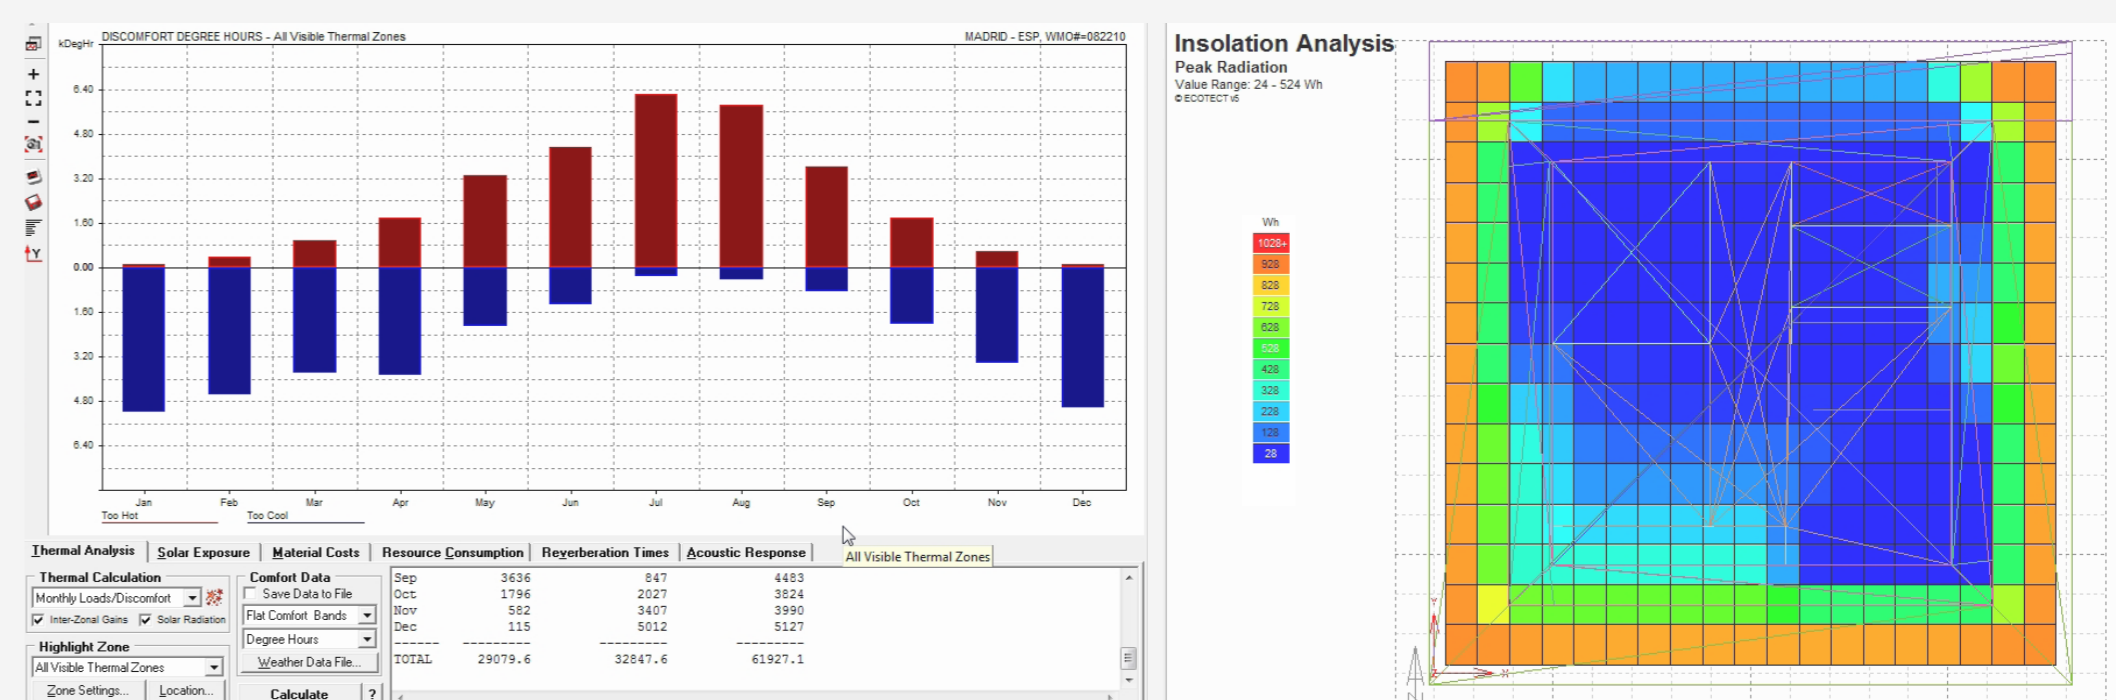 DISCOMFORT DEGREE HOURS - All Visible Thermal Zones
MADRID - ESP, WMO#=082210
kDegHr
6.40
4.80
3.20
1.60
0.00
1.60
3.20
4.80
6.40
Jan Feb Mar Apr May Jun Jul Aug Sep Oct Nov Dec
Too Hot Too Cool
Thermal Analysis Solar Exposure Material Costs Resource Consumption Reverberation Times Acoustic Response
All Visible Thermal Zones
Thermal Calculation
Monthly Loads/Discomfort
Inter-Zonal Gains Solar Radiation
Highlight Zone
All Visible Thermal Zones
Zone Settings... Location...
Comfort Data
Save Data to File
Flat Comfort Bands
Degree Hours
Weather Data File...
Calculate ?
Sep 3636 847 4483
Oct 1796 2027 3824
Nov 582 3407 3990
Dec 115 5012 5127
------ --------- --------- ---------
TOTAL 29079.6 32847.6 61927.1
Insolation Analysis
Peak Radiation
Value Range: 24 - 524 Wh
© ECOTECT v5
Wh
1028+
928
828
728
628
528
428
328
228
128
28
Y
X
N